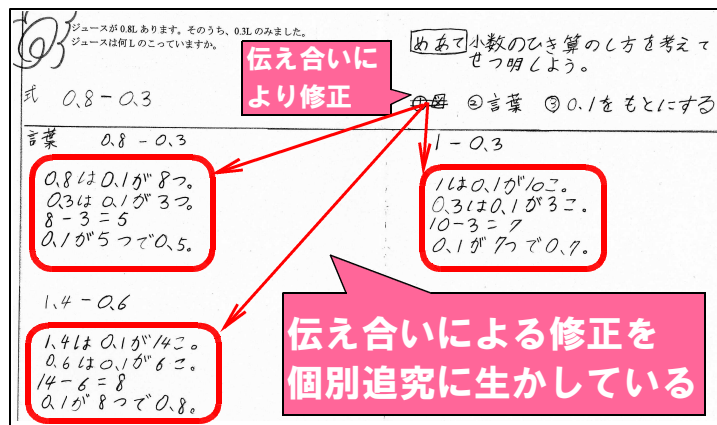 ジュースが0.8Lあります。そのうち、0.3Lのみました。
ジュースは何Lのこっていますか。
式 0.8-0.3
伝え合いに
より修正
めあて 小数のひき算のし方を考えて
せつ明しよう。
①図 ②言葉 ③0.1をもとにする
言葉 0.8-0.3
0.8は0.1が8つ。
0.3は0.1が3つ。
8-3=5
0.1が5つで0.5。
1-0.3
1は0.1が10こ。
0.3は0.1が3こ。
10-3=7
0.1が7つで0.7。
1.4-0.6
1.4は0.1が14こ。
0.6は0.1が6こ。
14-6=8
0.1が8つで0.8。
伝え合いによる修正を
個別追究に生かしている